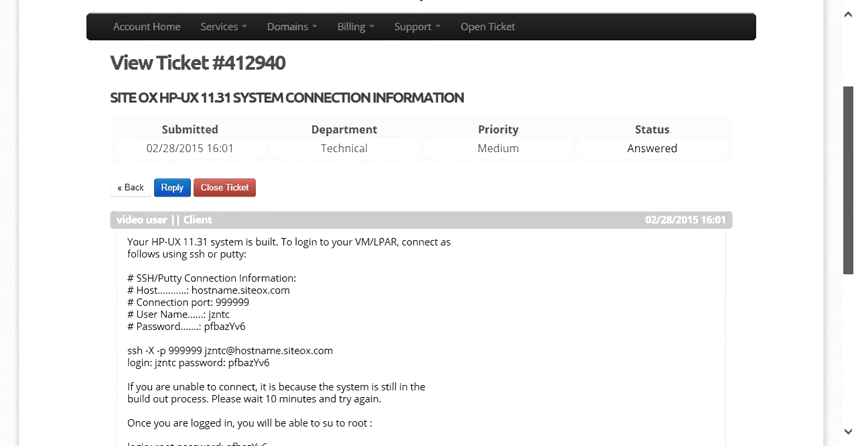 Account Home Services Domains Billing Support Open Ticket
View Ticket #412940
SITE OX HP-UX 11.31 SYSTEM CONNECTION INFORMATION
Submitted Department Priority Status
02/28/2015 16:01 Technical Medium Answered
« Back Reply Close Ticket
video user || Client 02/28/2015 16:01
Your HP-UX 11.31 system is built. To login to your VM/LPAR, connect as
follows using ssh or putty:
# SSH/Putty Connection Information:
# Host...........: hostname.siteox.com
# Connection port: 999999
# User Name......: jzntc
# Password.......: pfbazYv6
ssh -X -p 999999 jzntc@hostname.siteox.com
login: jzntc password: pfbazYv6
If you are unable to connect, it is because the system is still in the
build out process. Please wait 10 minutes and try again.
Once you are logged in, you will be able to su to root :
login: root password: pfbazYv6